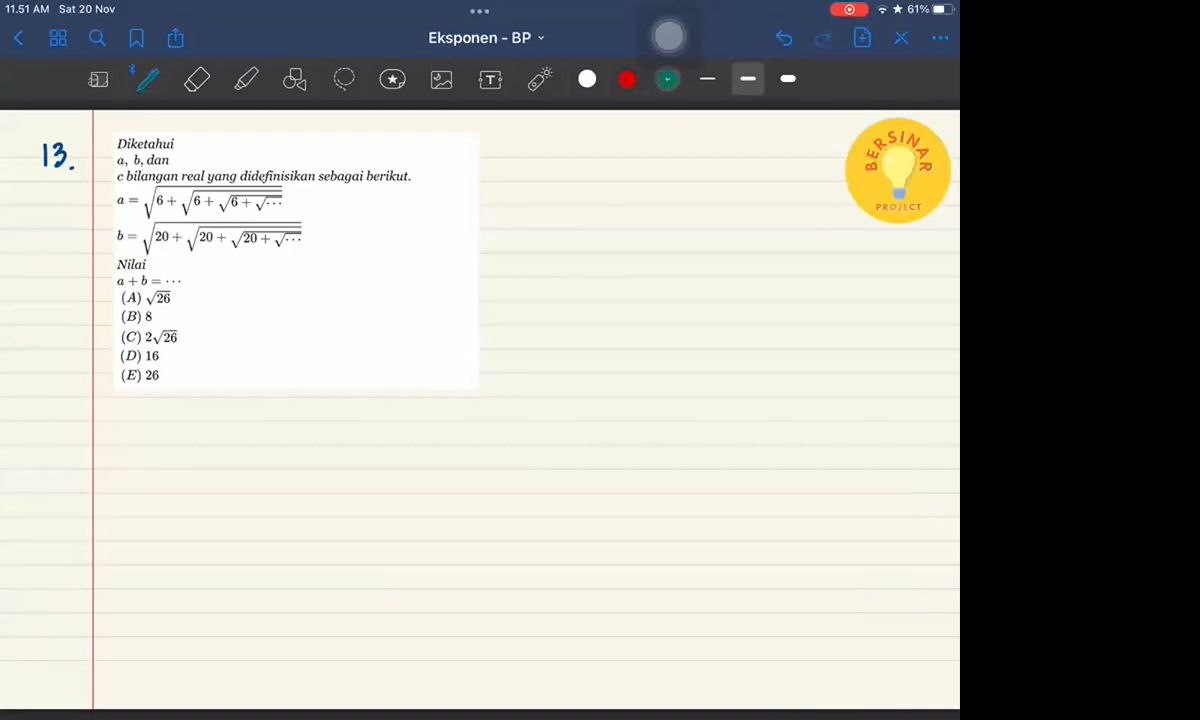 11.51 AM Sat 20 Nov
61%
Eksponen - BP
13.
Diketahui
a, b, dan
c bilangan real yang didefinisikan sebagai berikut.
a = √(6 + √(6 + √(6 + √⋯)))
b = √(20 + √(20 + √(20 + √⋯)))
Nilai
a + b = ⋯
(A) √26
(B) 8
(C) 2√26
(D) 16
(E) 26
BERSINAR
PROJECT